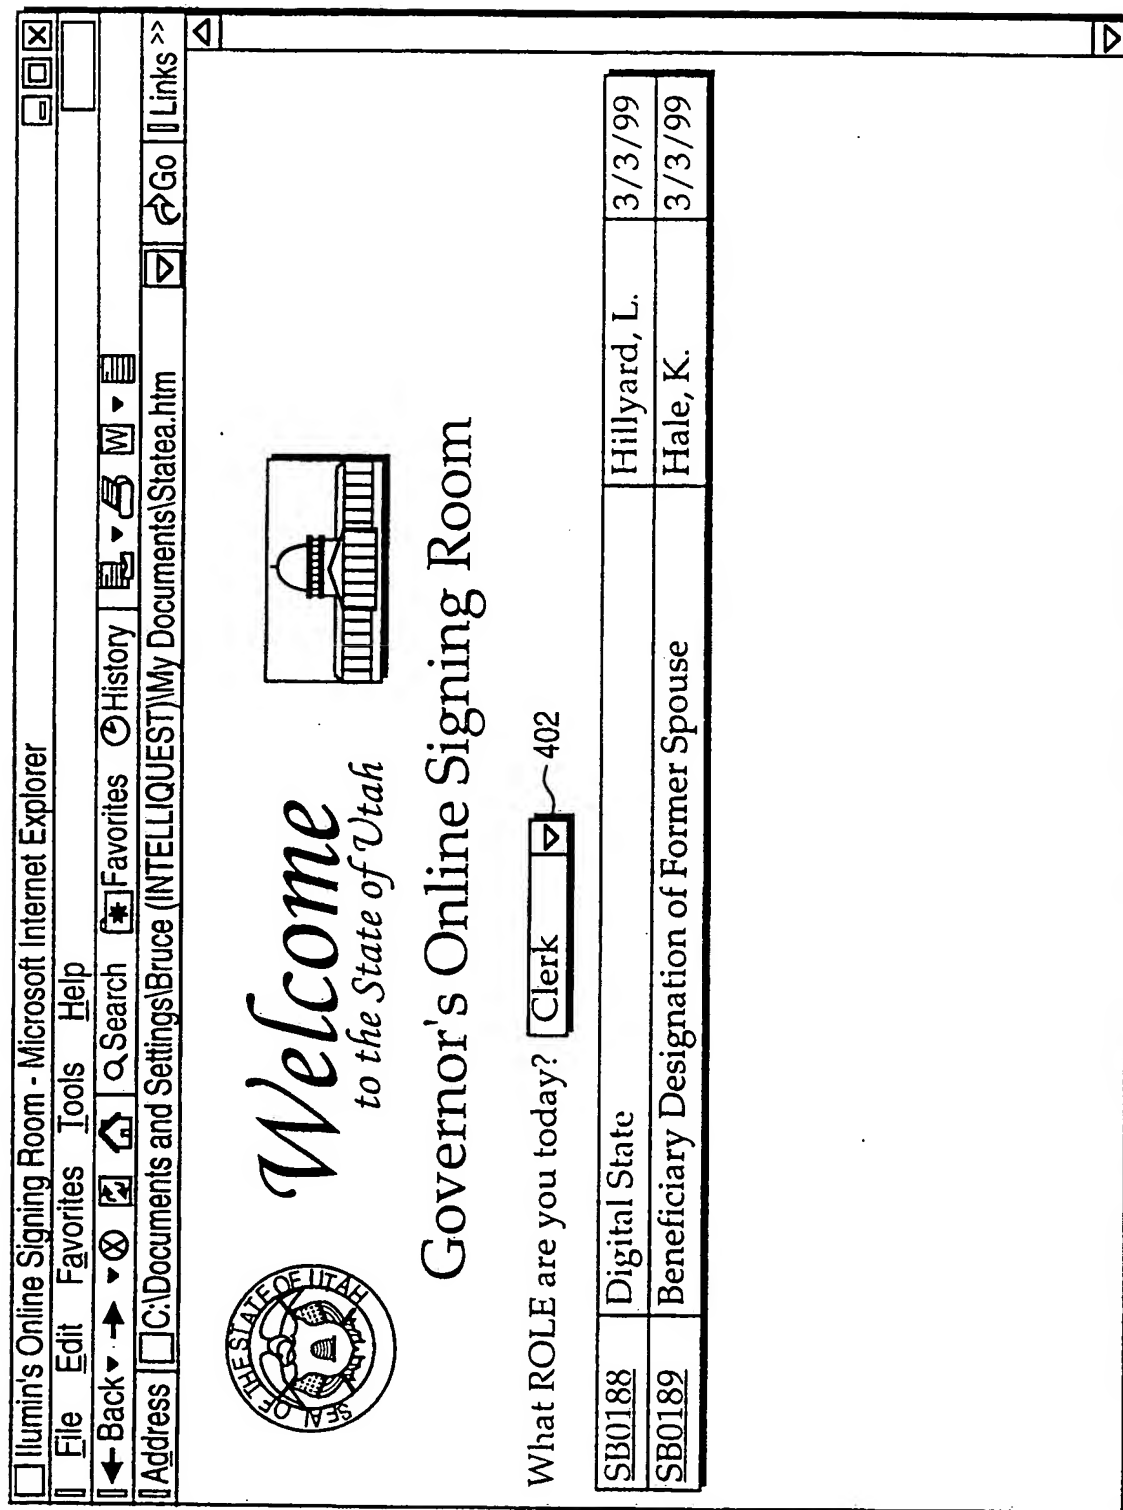 Ilumin's Online Signing Room - Microsoft Internet Explorer
File Edit Favorites Tools Help
Back Search Favorites History W
Address C:\Documents and Settings\Bruce (INTELLIQUEST)\My Documents\Statea.htm Go Links >>
SEAL OF THE STATE OF UTAH
Welcome
to the State of Utah
Governor's Online Signing Room
What ROLE are you today? Clerk 402
SB0188 Digital State Hillyard, L. 3/3/99
SB0189 Beneficiary Designation of Former Spouse Hale, K. 3/3/99